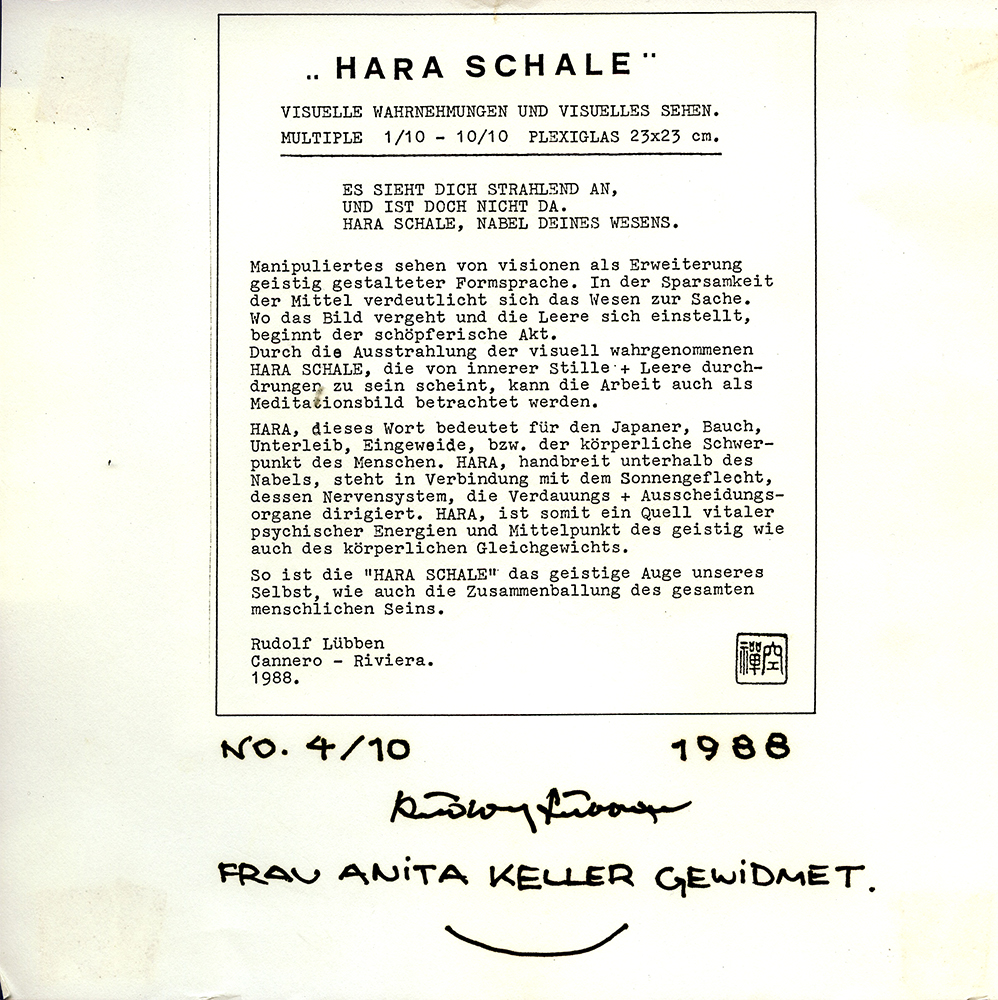 „ HARA SCHALE ¨
VISUELLE WAHRNEHMUNGEN UND VISUELLES SEHEN.
MULTIPLE 1/10 - 10/10 PLEXIGLAS 23x23 cm.
ES SIEHT DICH STRAHLEND AN,
UND IST DOCH NICHT DA.
HARA SCHALE, NABEL DEINES WESENS.
Manipuliertes sehen von visionen als Erweiterung
geistig gestalteter Formsprache. In der Sparsamkeit
der Mittel verdeutlicht sich das Wesen zur Sache.
Wo das Bild vergeht und die Leere sich einstellt,
beginnt der schöpferische Akt.
Durch die Ausstrahlung der visuell wahrgenommenen
HARA SCHALE, die von innerer Stille + Leere durch-
drungen zu sein scheint, kann die Arbeit auch als
Meditationsbild betrachtet werden.
HARA, dieses Wort bedeutet für den Japaner, Bauch,
Unterleib, Eingeweide, bzw. der körperliche Schwer-
punkt des Menschen. HARA, handbreit unterhalb des
Nabels, steht in Verbindung mit dem Sonnengeflecht,
dessen Nervensystem, die Verdauungs + Ausscheidungs-
organe dirigiert. HARA, ist somit ein Quell vitaler
psychischer Energien und Mittelpunkt des geistig wie
auch des körperlichen Gleichgewichts.
So ist die "HARA SCHALE" das geistige Auge unseres
Selbst, wie auch die Zusammenballung des gesamten
menschlichen Seins.
Rudolf Lübben
Cannero - Riviera.
1988.
禪空
NO. 4/10 1988
Rudolf Lübben
FRAU ANITA KELLER GEWIDMET.